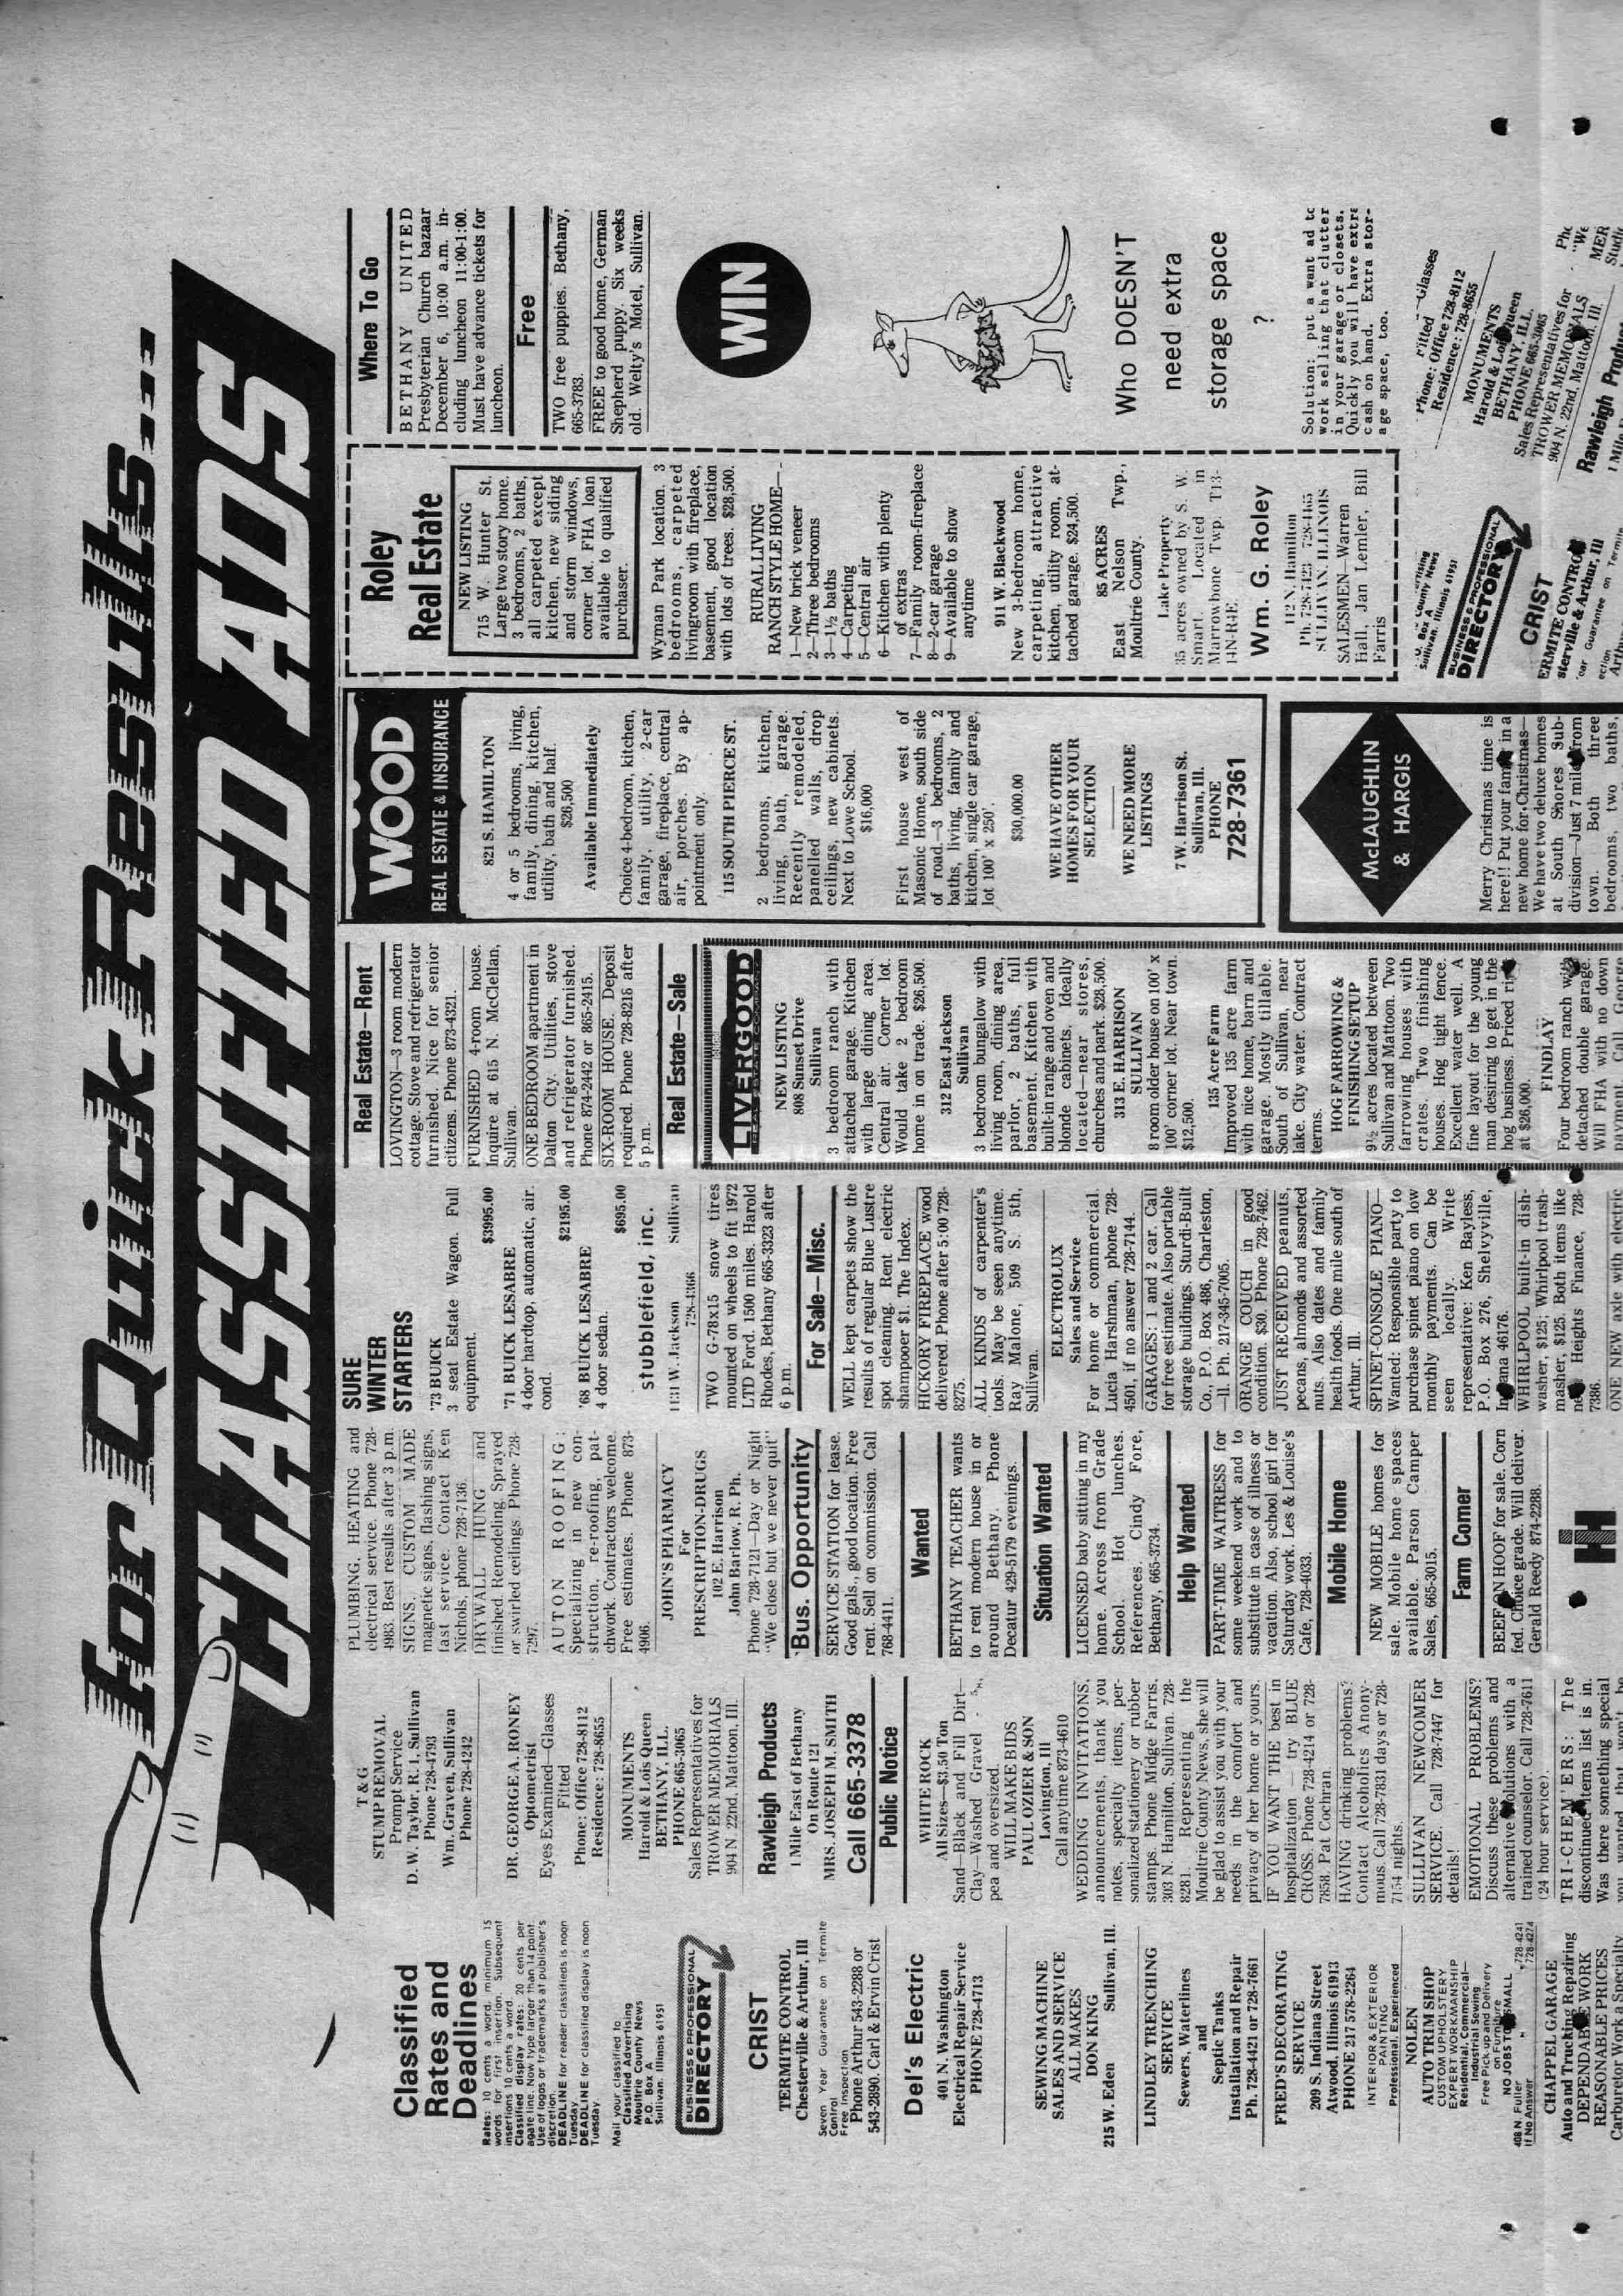 for Quick Results...
CLASSIFIED ADS
Classified
Rates and
Deadlines
Rates: 10 cents a word, minimum 15
words for first insertion. Subsequent
insertions 10 cents a word.
Classified display rates: 20 cents per
agate line. No type larger than 14 point.
Use of logos or trademarks at publisher's
discretion.
DEADLINE for reader classifieds is noon
Tuesday.
DEADLINE for classified display is noon
Tuesday.
Mail your classified to:
Classified Advertising
Moultrie County News
P.O. Box A
Sullivan, Illinois 61951
BUSINESS & PROFESSIONAL
DIRECTORY
CRIST
TERMITE CONTROL
Chesterville & Arthur, Ill
Seven Year Guarantee on Termite
Control
Free Inspection
Phone Arthur 543-2288 or
543-2890. Carl & Ervin Crist
Del's Electric
401 N. Washington
Electrical Repair Service
PHONE 728-4713
SEWING MACHINE
SALES AND SERVICE
ALL MAKES
DON KING
215 W. Eden Sullivan, Ill.
LINDLEY TRENCHING
SERVICE
Sewers, Waterlines
and
Septic Tanks
Installation and Repair
Ph. 728-4421 or 728-7661
FRED'S DECORATING
SERVICE
209 S. Indiana Street
Atwood, Illinois 61913
PHONE 217 578-2264
INTERIOR & EXTERIOR
PAINTING
Professional, Experienced
NOLEN
AUTO TRIM SHOP
CUSTOM UPHOLSTERY
EXPERT WORKMANSHIP
Residential, Commercial—
Industrial Sewing
Free Pick-up and Delivery
on Furniture
NO JOBS TOO SMALL
408 N. Fuller 728-4241
If No Answer 728-4274
CHAPPEL GARAGE
Auto and Trucking Repairing
DEPENDABLE WORK
REASONABLE PRICES
Carburetor Work a Specialty
T & G
STUMP REMOVAL
Prompt Service
D. W. Taylor, R. 1, Sullivan
Phone 728-4793
Wm. Graven, Sullivan
Phone 728-4242
DR. GEORGE A. RONEY
Optometrist
Eyes Examined—Glasses
Fitted
Phone: Office 728-8112
Residence: 728-8655
MONUMENTS
Harold & Lois Queen
BETHANY, ILL.
PHONE 665-3065
Sales Representatives for
TROWER MEMORIALS
904 N. 22nd. Mattoon, Ill.
Rawleigh Products
1 Mile East of Bethany
On Route 121
MRS. JOSEPH M. SMITH
Call 665-3378
Public Notice
WHITE ROCK
All Sizes—$3.50 Ton
Sand—Black and Fill Dirt—
Clay—Washed Gravel -
pea and oversized.
WILL MAKE BIDS
PAUL OZIER & SON
Lovington, Ill
Call anytime 873-4610
WEDDING INVITATIONS,
announcements, thank you
notes, specialty items, per-
sonalized stationery or rubber
stamps. Phone Midge Farris,
303 N. Hamilton, Sullivan. 728-
8281. Representing the
Moultrie County News, she will
be glad to assist you with your
needs in the comfort and
privacy of her home or yours.
IF YOU WANT THE best in
hospitalization — try BLUE
CROSS. Phone 728-4214 or 728-
7858. Pat Cochran.
HAVING drinking problems?
Contact Alcoholics Anony-
mous. Call 728-7831 days or 728-
7154 nights.
SULLIVAN NEWCOMER
SERVICE. Call 728-7447 for
details!
EMOTIONAL PROBLEMS?
Discuss these problems and
alternative solutions with a
trained counselor. Call 728-7611
(24 hour service).
TRI-CHEM'ERS: The
discontinued items list is in.
Was there something special
you wanted that won't be
PLUMBING, HEATING and
electrical service. Phone 728-
4983. Best results after 3 p.m.
SIGNS, CUSTOM MADE
magnetic signs, flashing signs,
fast service. Contact Ken
Nichols, phone 728-7136.
DRYWALL HUNG and
finished. Remodeling. Sprayed
or swirled ceilings. Phone 728-
7297.
AUTON ROOFING:
Specializing in new con-
struction, re-roofing, pat-
chwork. Contractors welcome.
Free estimates. Phone 873-
4906.
JOHN'S PHARMACY
For
PRESCRIPTION-DRUGS
102 E. Harrison
John Barlow, R. Ph.
Phone 728-7121—Day or Night
"We close but we never quit"
Bus. Opportunity
SERVICE STATION for lease.
Good gals., good location. Free
rent. Sell on commission. Call
768-4411.
Wanted
BETHANY TEACHER wants
to rent modern house in or
around Bethany. Phone
Decatur 429-5179 evenings.
Situation Wanted
LICENSED baby sitting in my
home. Across from Grade
School. Hot lunches.
References. Cindy Fore,
Bethany, 665-3734.
Help Wanted
PART-TIME WAITRESS for
some weekend work and to
substitute in case of illness or
vacation. Also, school girl for
Saturday work. Les & Louise's
Cafe, 728-4033.
Mobile Home
NEW MOBILE homes for
sale. Mobile home spaces
available. Parson Camper
Sales, 665-3015.
Farm Corner
BEEF ON HOOF for sale. Corn
fed. Choice grade. Will deliver.
Gerald Reedy 874-2288.
SURE
WINTER
STARTERS
'73 BUICK
3 seat Estate Wagon. Full
equipment.
$3995.00
'71 BUICK LESABRE
4 door hardtop, automatic, air.
cond.
$2195.00
'68 BUICK LESABRE
4 door sedan.
$695.00
stubblefield, inc.
1131 W. Jackson Sullivan
728-4366
TWO G-78x15 snow tires
mounted on wheels to fit 1972
LTD Ford. 1500 miles. Harold
Rhodes, Bethany 665-3323 after
6 p.m.
For Sale—Misc.
WELL kept carpets show the
results of regular Blue Lustre
spot cleaning. Rent electric
shampooer $1. The Index.
HICKORY FIREPLACE wood
delivered. Phone after 5:00 728-
8275.
ALL KINDS of carpenter's
tools. May be seen anytime.
Ray Malone, 509 S. 5th,
Sullivan.
ELECTROLUX
Sales and Service
For home or commercial.
Lucia Harshman, phone 728-
4501, if no answer 728-7144.
GARAGES: 1 and 2 car. Call
for free estimate. Also portable
storage buildings. Sturdi-Built
Co., P.O. Box 486, Charleston,
—Il. Ph. 217-345-7005.
ORANGE COUCH in good
condition. $30. Phone 728-7462.
JUST RECEIVED peanuts,
pecans, almonds and assorted
nuts. Also dates and family
health foods. One mile south of
Arthur, Ill.
SPINET-CONSOLE PIANO—
Wanted: Responsible party to
purchase spinet piano on low
monthly payments. Can be
seen locally. Write
representative: Ken Bayless,
P.O. Box 276, Shelvyville,
Indiana 46176.
WHIRLPOOL built-in dish-
washer, $125; Whirlpool trash-
masher, $125. Both items like
new. Heights Finance, 728-
7386.
ONE NEW axle with electric
Real Estate—Rent
LOVINGTON—3 room modern
cottage. Stove and refrigerator
furnished. Nice for senior
citizens. Phone 873-4321.
FURNISHED 4-room house.
Inquire at 615 N. McClellan,
Sullivan.
ONE BEDROOM apartment in
Dalton City. Utilities, stove
and refrigerator furnished.
Phone 874-2442 or 865-2415.
SIX-ROOM HOUSE. Deposit
required. Phone 728-8216 after
5 p.m.
Real Estate—Sale
LIVERGOOD
NEW LISTING
808 Sunset Drive
Sullivan
3 bedroom ranch with
attached garage. Kitchen
with large dining area.
Central air. Corner lot.
Would take 2 bedroom
home in on trade. $26,500.
312 East Jackson
Sullivan
3 bedroom bungalow with
living room, dining area,
parlor, 2 baths, full
basement. Kitchen with
built-in range and oven and
blonde cabinets. Ideally
located—near stores,
churches and park. $28,500.
313 E. HARRISON
SULLIVAN
8 room older house on 100' x
100' corner lot. Near town.
$12,500.
135 Acre Farm
Improved 135 acre farm
with nice home, barn and
garage. Mostly tillable.
South of Sullivan, near
lake. City water. Contract
terms.
HOG FARROWING &
FINISHING SETUP
9½ acres located between
Sullivan and Mattoon. Two
farrowing houses with
crates. Two finishing
houses. Hog tight fence.
Excellent water well. A
fine layout for the young
man desiring to get in the
hog business. Priced right
at $26,000.
FINDLAY
Four bedroom ranch with
detached double garage.
Will FHA with no down
payment. Call George
WOOD
REAL ESTATE & INSURANCE
821 S. HAMILTON
4 or 5 bedrooms, living,
family, dining, kitchen,
utility, bath and half.
$26,500
Available Immediately
Choice 4-bedroom, kitchen,
family, utility, 2-car
garage, fireplace, central
air, porches. By ap-
pointment only.
115 SOUTH PIERCE ST.
2 bedrooms, kitchen,
living, bath, garage.
Recently remodeled,
panelled walls, drop
ceilings, new cabinets.
Next to Lowe School.
$16,000
First house west of
Masonic Home, south side
of road—3 bedrooms, 2
baths, living, family and
kitchen, single car garage,
lot 100' x 250'.
$30,000.00
WE HAVE OTHER
HOMES FOR YOUR
SELECTION
WE NEED MORE
LISTINGS
7 W. Harrison St.
Sullivan, Ill.
PHONE
728-7361
McLAUGHLIN
& HARGIS
Merry Christmas time is
here!! Put your family in a
new home for Christmas—
We have two deluxe homes
at South Shores Sub-
division—Just 7 miles from
town. Both three
bedrooms, two baths,
Roley
Real Estate
NEW LISTING
715 W. Hunter St.
Large two story home.
3 bedrooms, 2 baths,
all carpeted except
kitchen, new siding
and storm windows,
corner lot. FHA loan
available to qualified
purchaser.
Wyman Park location. 3
bedrooms, carpeted
livingroom with fireplace,
basement, good location
with lots of trees. $28,500.
RURAL LIVING
RANCH STYLE HOME—
1—New brick veneer
2—Three bedrooms
3—1½ baths
4—Carpeting
5—Central air
6—Kitchen with plenty
of extras
7—Family room-fireplace
8—2-car garage
9—Available to show
anytime
911 W. Blackwood
New 3-bedroom home,
carpeting, attractive
kitchen, utility room, at-
tached garage. $24,500.
85 ACRES
East Nelson Twp.,
Moultrie County.
Lake Property
35 acres owned by S. W.
Smart. Located in
Marrowbone Twp. T13-
14N-R4E.
Wm. G. Roley
112 N. Hamilton
Ph. 728-7423 728-4465
SULLIVAN, ILLINOIS
SALESMEN—Warren
Hall, Jan Lemler, Bill
Farris
Sullivan, Illinois 61951
BUSINESS & PROFESSIONAL
DIRECTORY
CRIST
ERMITE CONTROL
sterville & Arthur, Ill
ear Guarantee on Termite
ection
Where To Go
BETHANY UNITED
Presbyterian Church bazaar
December 6, 10:00 a.m. in-
cluding luncheon 11:00-1:00.
Must have advance tickets for
luncheon.
Free
TWO free puppies. Bethany,
665-3783.
FREE to good home, German
Shepherd puppy. Six weeks
old. Welty's Motel, Sullivan.
WIN
Who DOESN'T
need extra
storage space
?
Solution: put a want ad to
work selling that clutter
in your garage or closets.
Quickly you will have extra
cash on hand. Extra stor-
age space, too.
Glasses
Fitted
Phone: Office 728-8112
Residence: 728-8655
MONUMENTS
Harold & Lois Queen
BETHANY, ILL.
PHONE 665-3065
Sales Representatives for
TROWER MEMORIALS
904 N. 22nd. Mattoon, Ill.
Rawleigh Produ
1 Mile